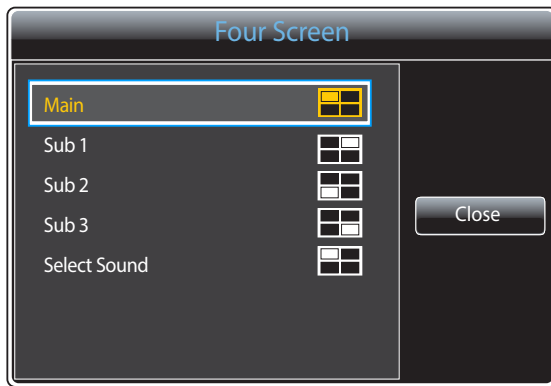 Four Screen
Main
Sub 1
Sub 2
Sub 3
Select Sound
Close